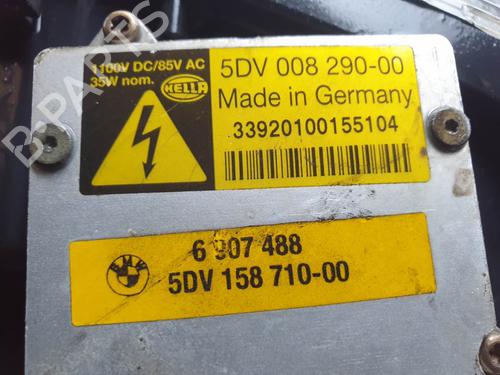 1100V DC/85V AC
35W nom.
HELLA
5DV 008 290-00
Made in Germany
33920100155104
BMW
6 907 488
5DV 158 710-00